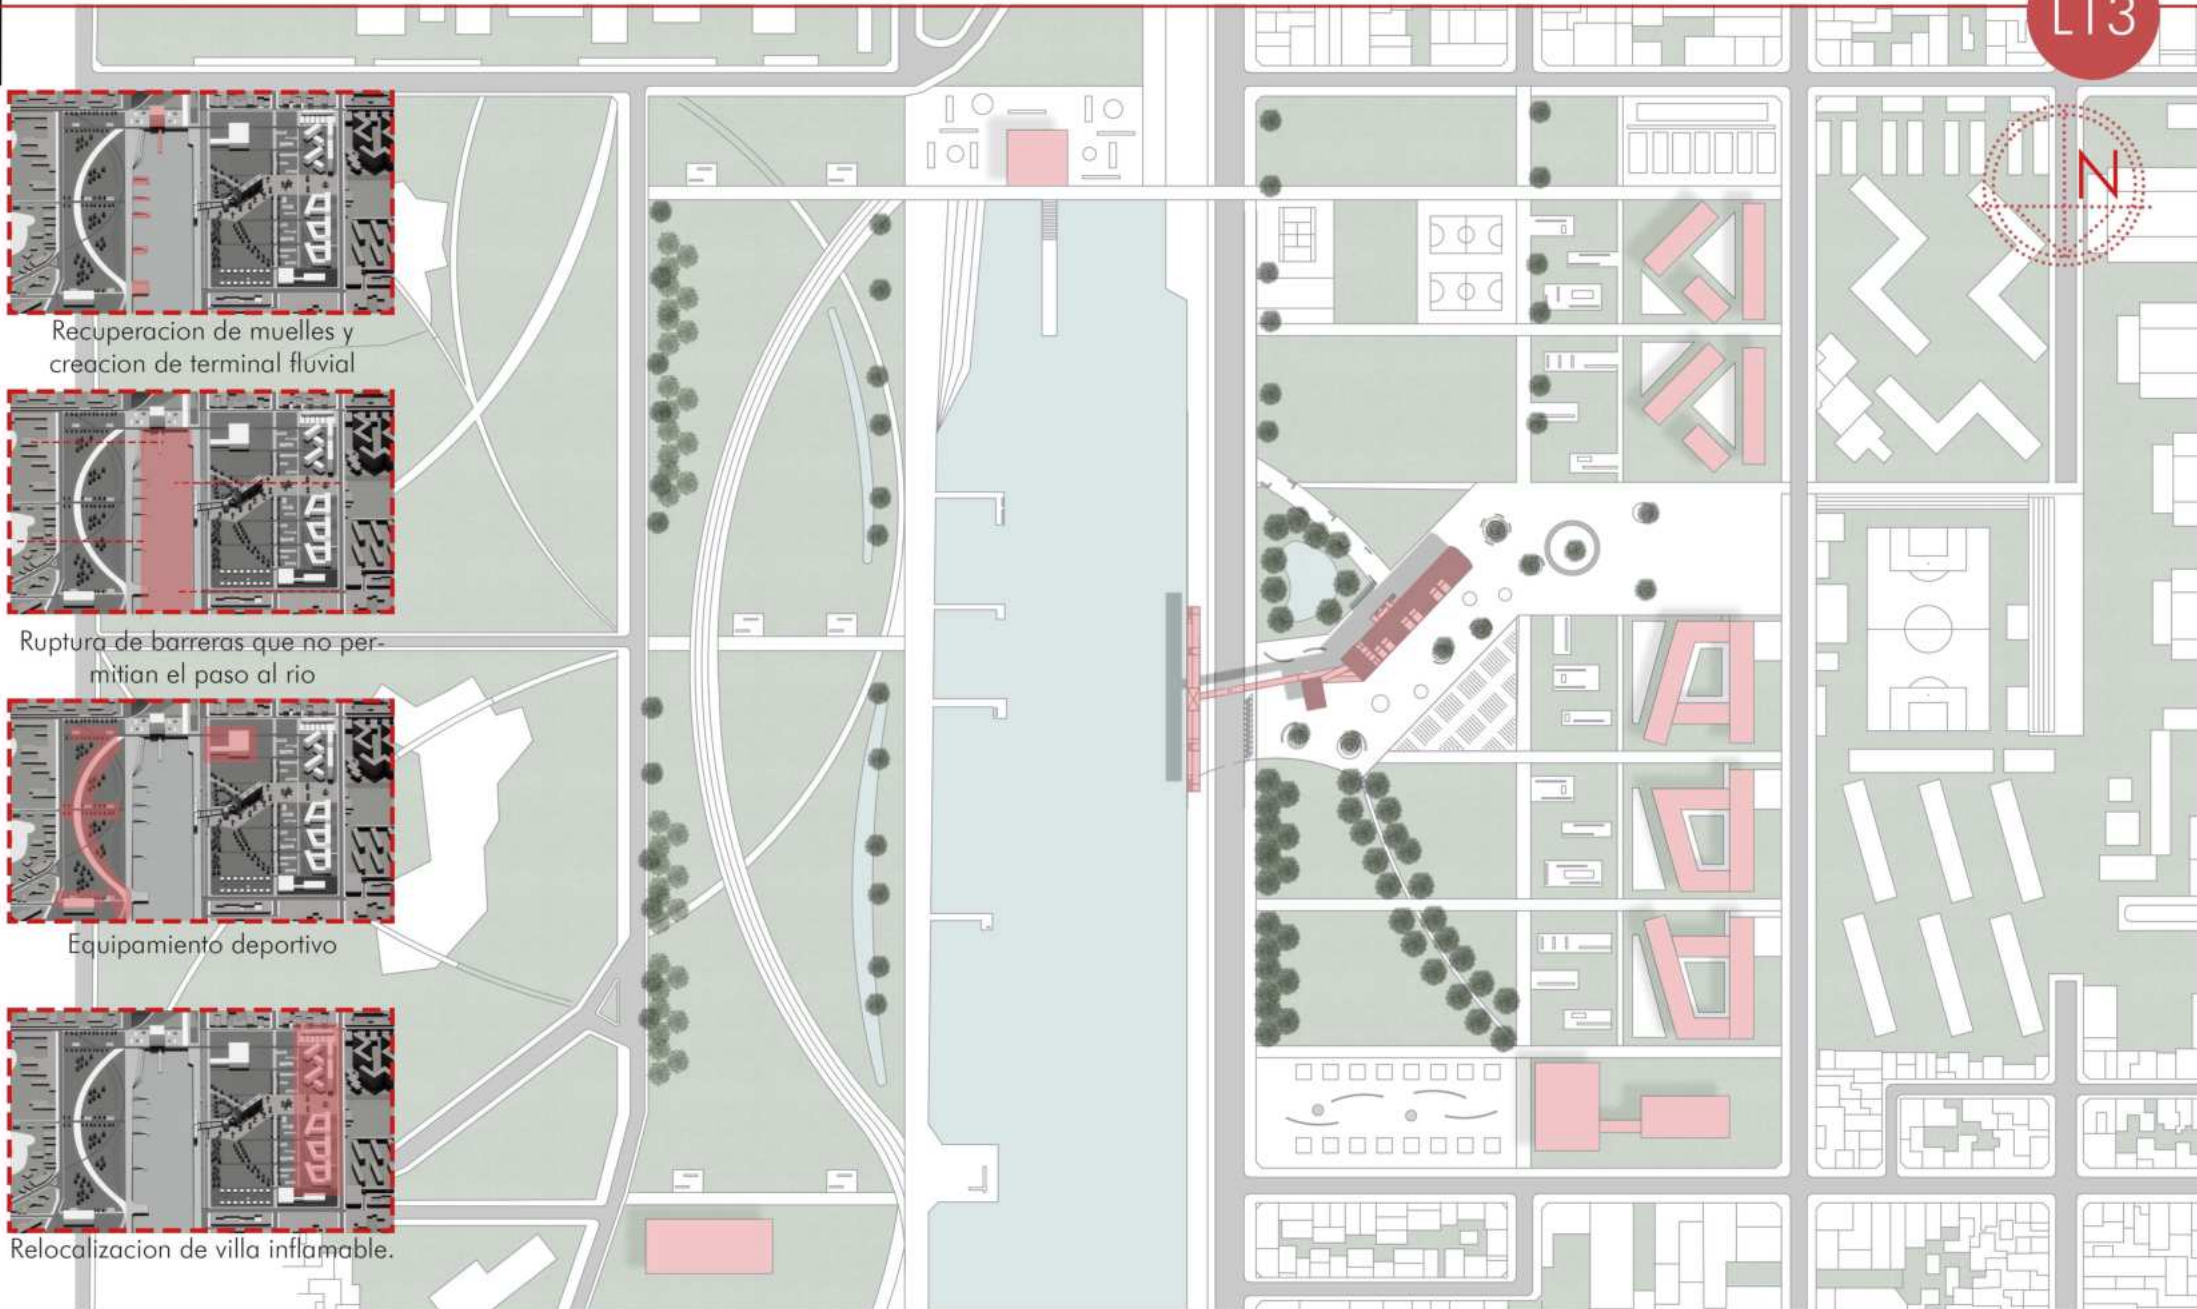 LT3
N
Recuperacion de muelles y
creacion de terminal fluvial
Ruptura de barreras que no per-
mitian el paso al rio
Equipamiento deportivo
Relocalizacion de villa inflamable.